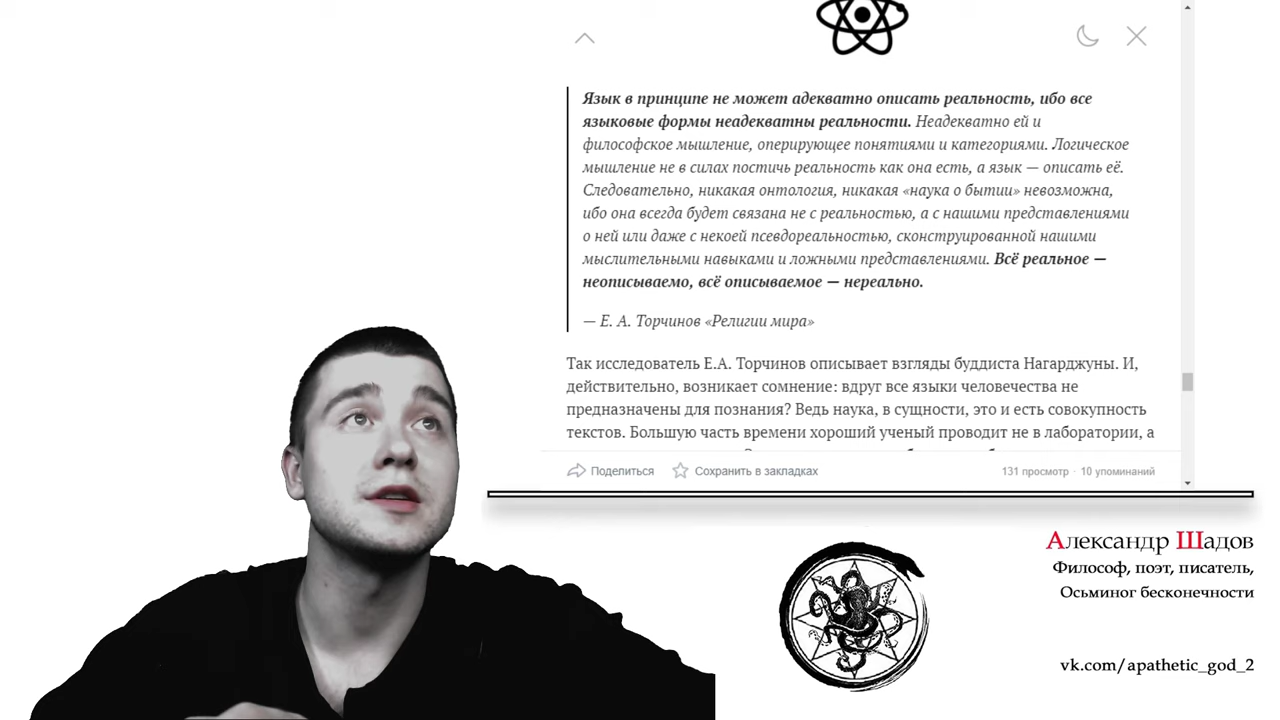 Язык в принципе не может адекватно описать реальность, ибо все
языковые формы неадекватны реальности. Неадекватно ей и
философское мышление, оперирующее понятиями и категориями. Логическое
мышление не в силах постичь реальность как она есть, а язык — описать её.
Следовательно, никакая онтология, никакая «наука о бытии» невозможна,
ибо она всегда будет связана не с реальностью, а с нашими представлениями
о ней или даже с некоей псевдореальностью, сконструированной нашими
мыслительными навыками и ложными представлениями. Всё реальное —
неописываемо, всё описываемое — нереально.
— Е. А. Торчинов «Религии мира»
Так исследователь Е.А. Торчинов описывает взгляды буддиста Нагарджуны. И,
действительно, возникает сомнение: вдруг все языки человечества не
предназначены для познания? Ведь наука, в сущности, это и есть совокупность
текстов. Большую часть времени хороший ученый проводит не в лаборатории, а
Поделиться
Сохранить в закладках
131 просмотр · 10 упоминаний
Александр Шадов
Философ, поэт, писатель,
Осьминог бесконечности
vk.com/apathetic_god_2